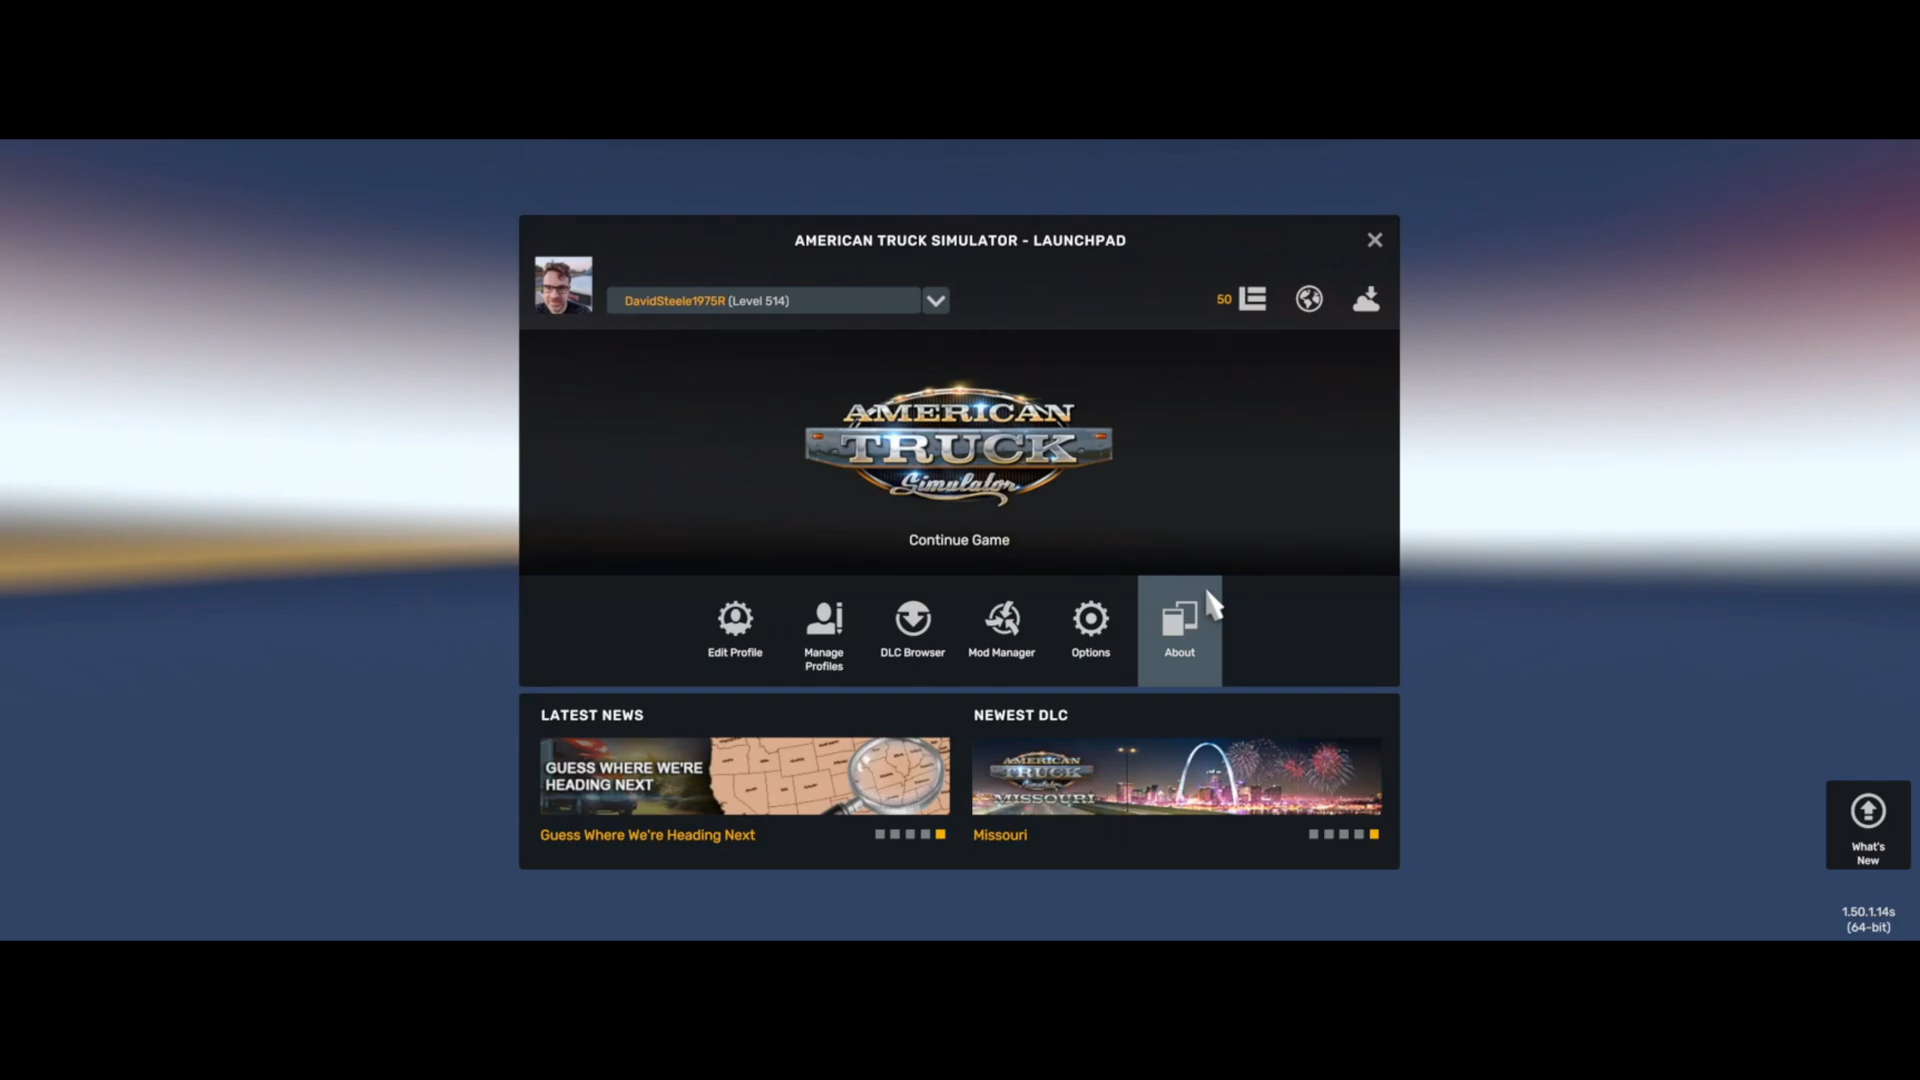 AMERICAN TRUCK SIMULATOR - LAUNCHPAD
DavidSteele1975R (Level 514)
50
AMERICAN
TRUCK
Simulator
Continue Game
Edit Profile
Manage
Profiles
DLC Browser
Mod Manager
Options
About
LATEST NEWS
NEWEST DLC
GUESS WHERE WE'RE
HEADING NEXT
AMERICAN
TRUCK
Simulator
MISSOURI
Guess Where We're Heading Next
Missouri
What's
New
1.50.1.14s
(64-bit)